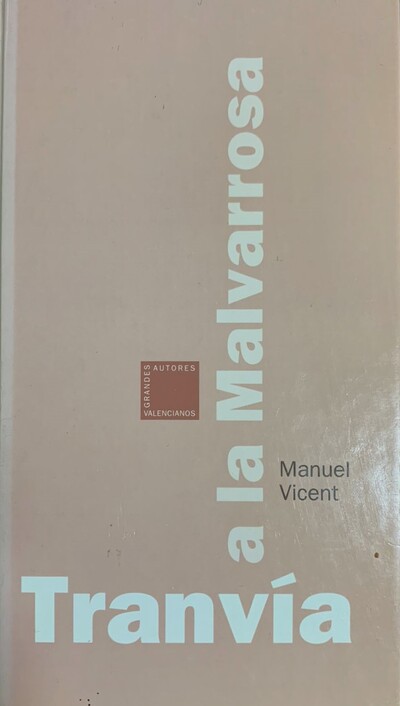 Tranvía
a la Malvarrosa
Manuel
Vicent
GRANDES
AUTORES
VALENCIANOS